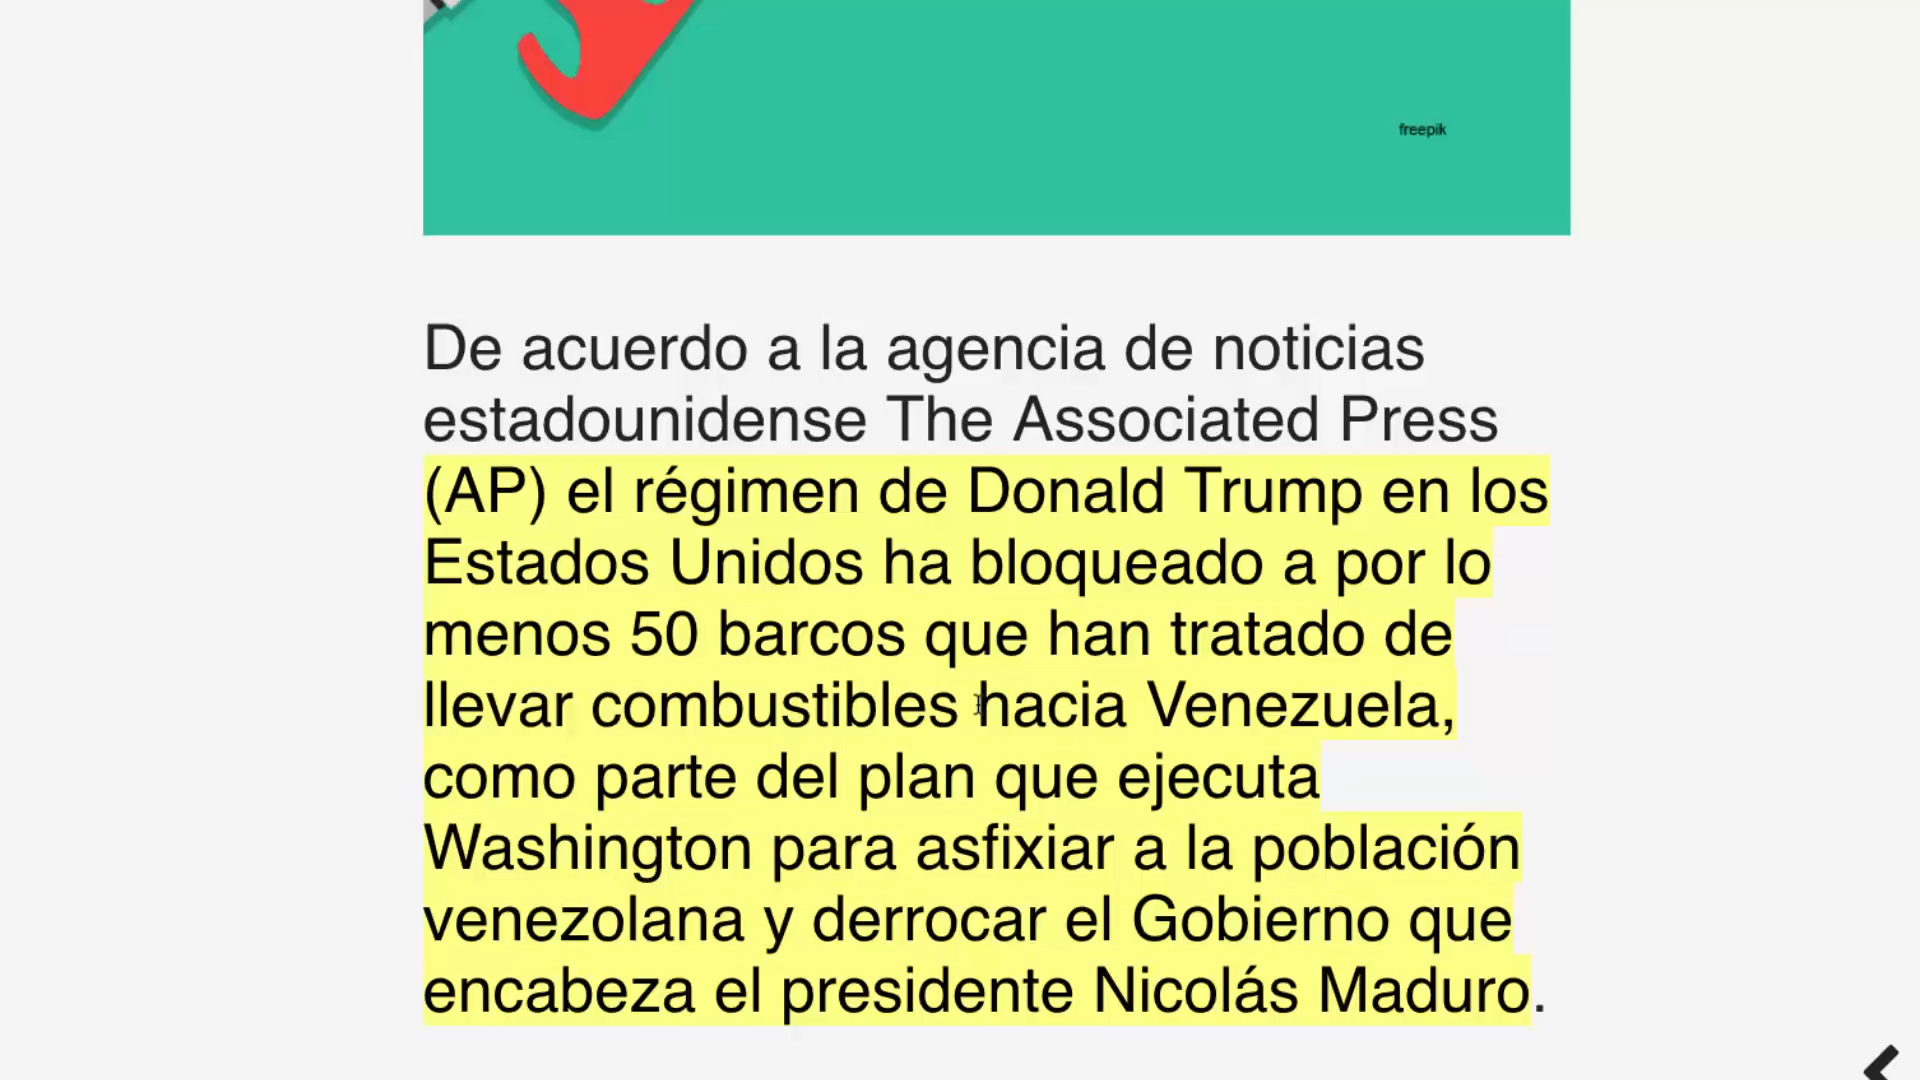 freepik
De acuerdo a la agencia de noticias
estadounidense The Associated Press
(AP) el régimen de Donald Trump en los
Estados Unidos ha bloqueado a por lo
menos 50 barcos que han tratado de
llevar combustibles hacia Venezuela,
como parte del plan que ejecuta
Washington para asfixiar a la población
venezolana y derrocar el Gobierno que
encabeza el presidente Nicolás Maduro.